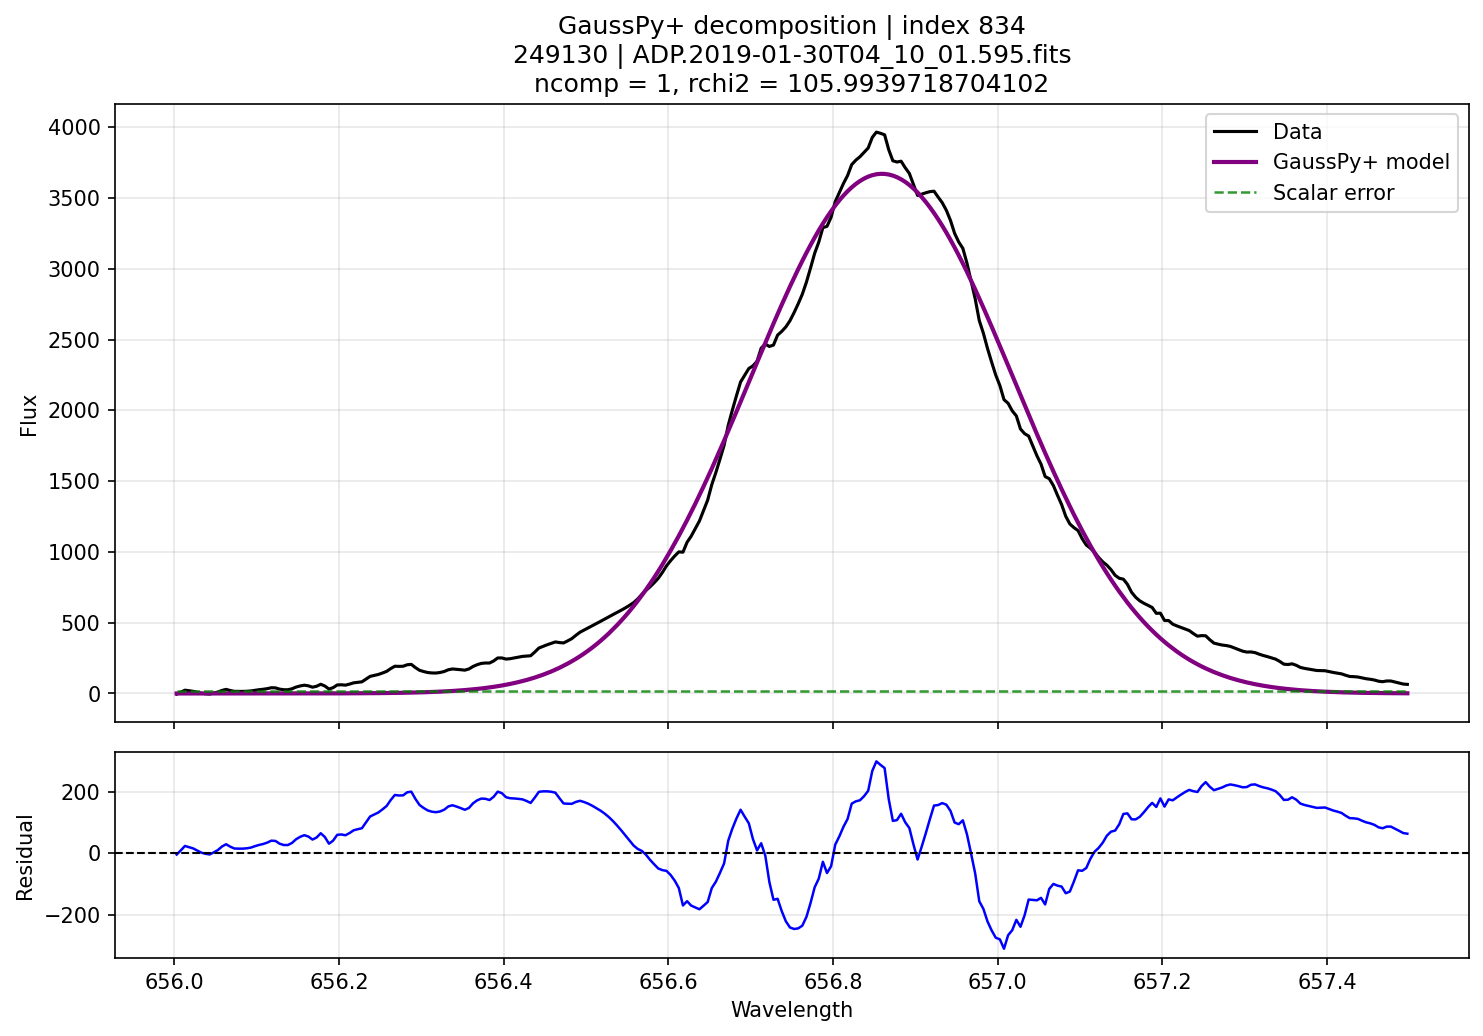 GaussPy+ decomposition | index 834
249130 | ADP.2019-01-30T04_10_01.595.fits
ncomp = 1, rchi2 = 105.9939718704102
Data
GaussPy+ model
Scalar error
4000
3500
3000
2500
2000
1500
1000
500
0
Flux
200
0
−200
Residual
656.0
656.2
656.4
656.6
656.8
657.0
657.2
657.4
Wavelength